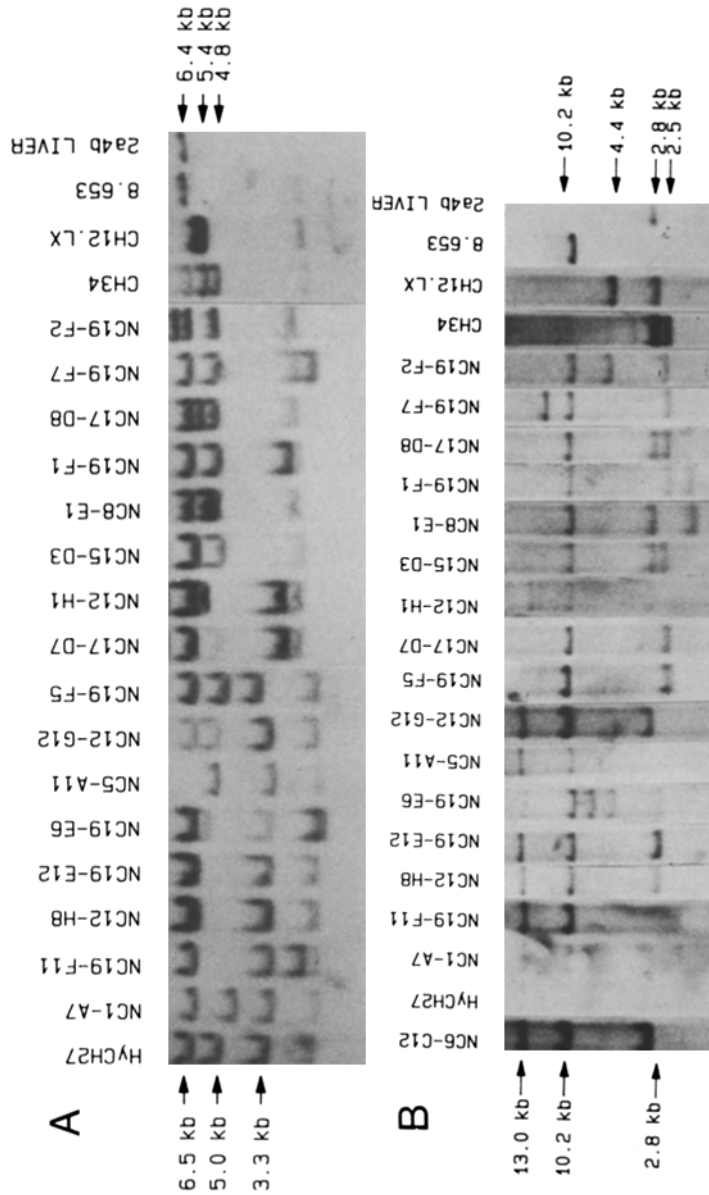 A
6.4 kb
5.4 kb
4.8 kb
2a4b LIVER
8.653
CH12.LX
CH34
NC19-F2
NC19-F7
NC17-D8
NC19-F1
NC8-E1
NC15-D3
NC12-H1
NC17-D7
NC19-F5
NC12-G12
NC5-A11
NC19-E6
NC19-E12
NC12-H8
NC19-F11
NC1-A7
HyCH27
6.5 kb
5.0 kb
3.3 kb
B
10.2 kb
4.4 kb
2.8 kb
2.5 kb
2a4b LIVER
8.653
CH12.LX
CH34
NC19-F2
NC19-F7
NC17-D8
NC19-F1
NC8-E1
NC15-D3
NC12-H1
NC17-D7
NC19-F5
NC12-G12
NC5-A11
NC19-E6
NC19-E12
NC12-H8
NC19-F11
NC1-A7
HyCH27
NC6-C12
13.0 kb
10.2 kb
2.8 kb